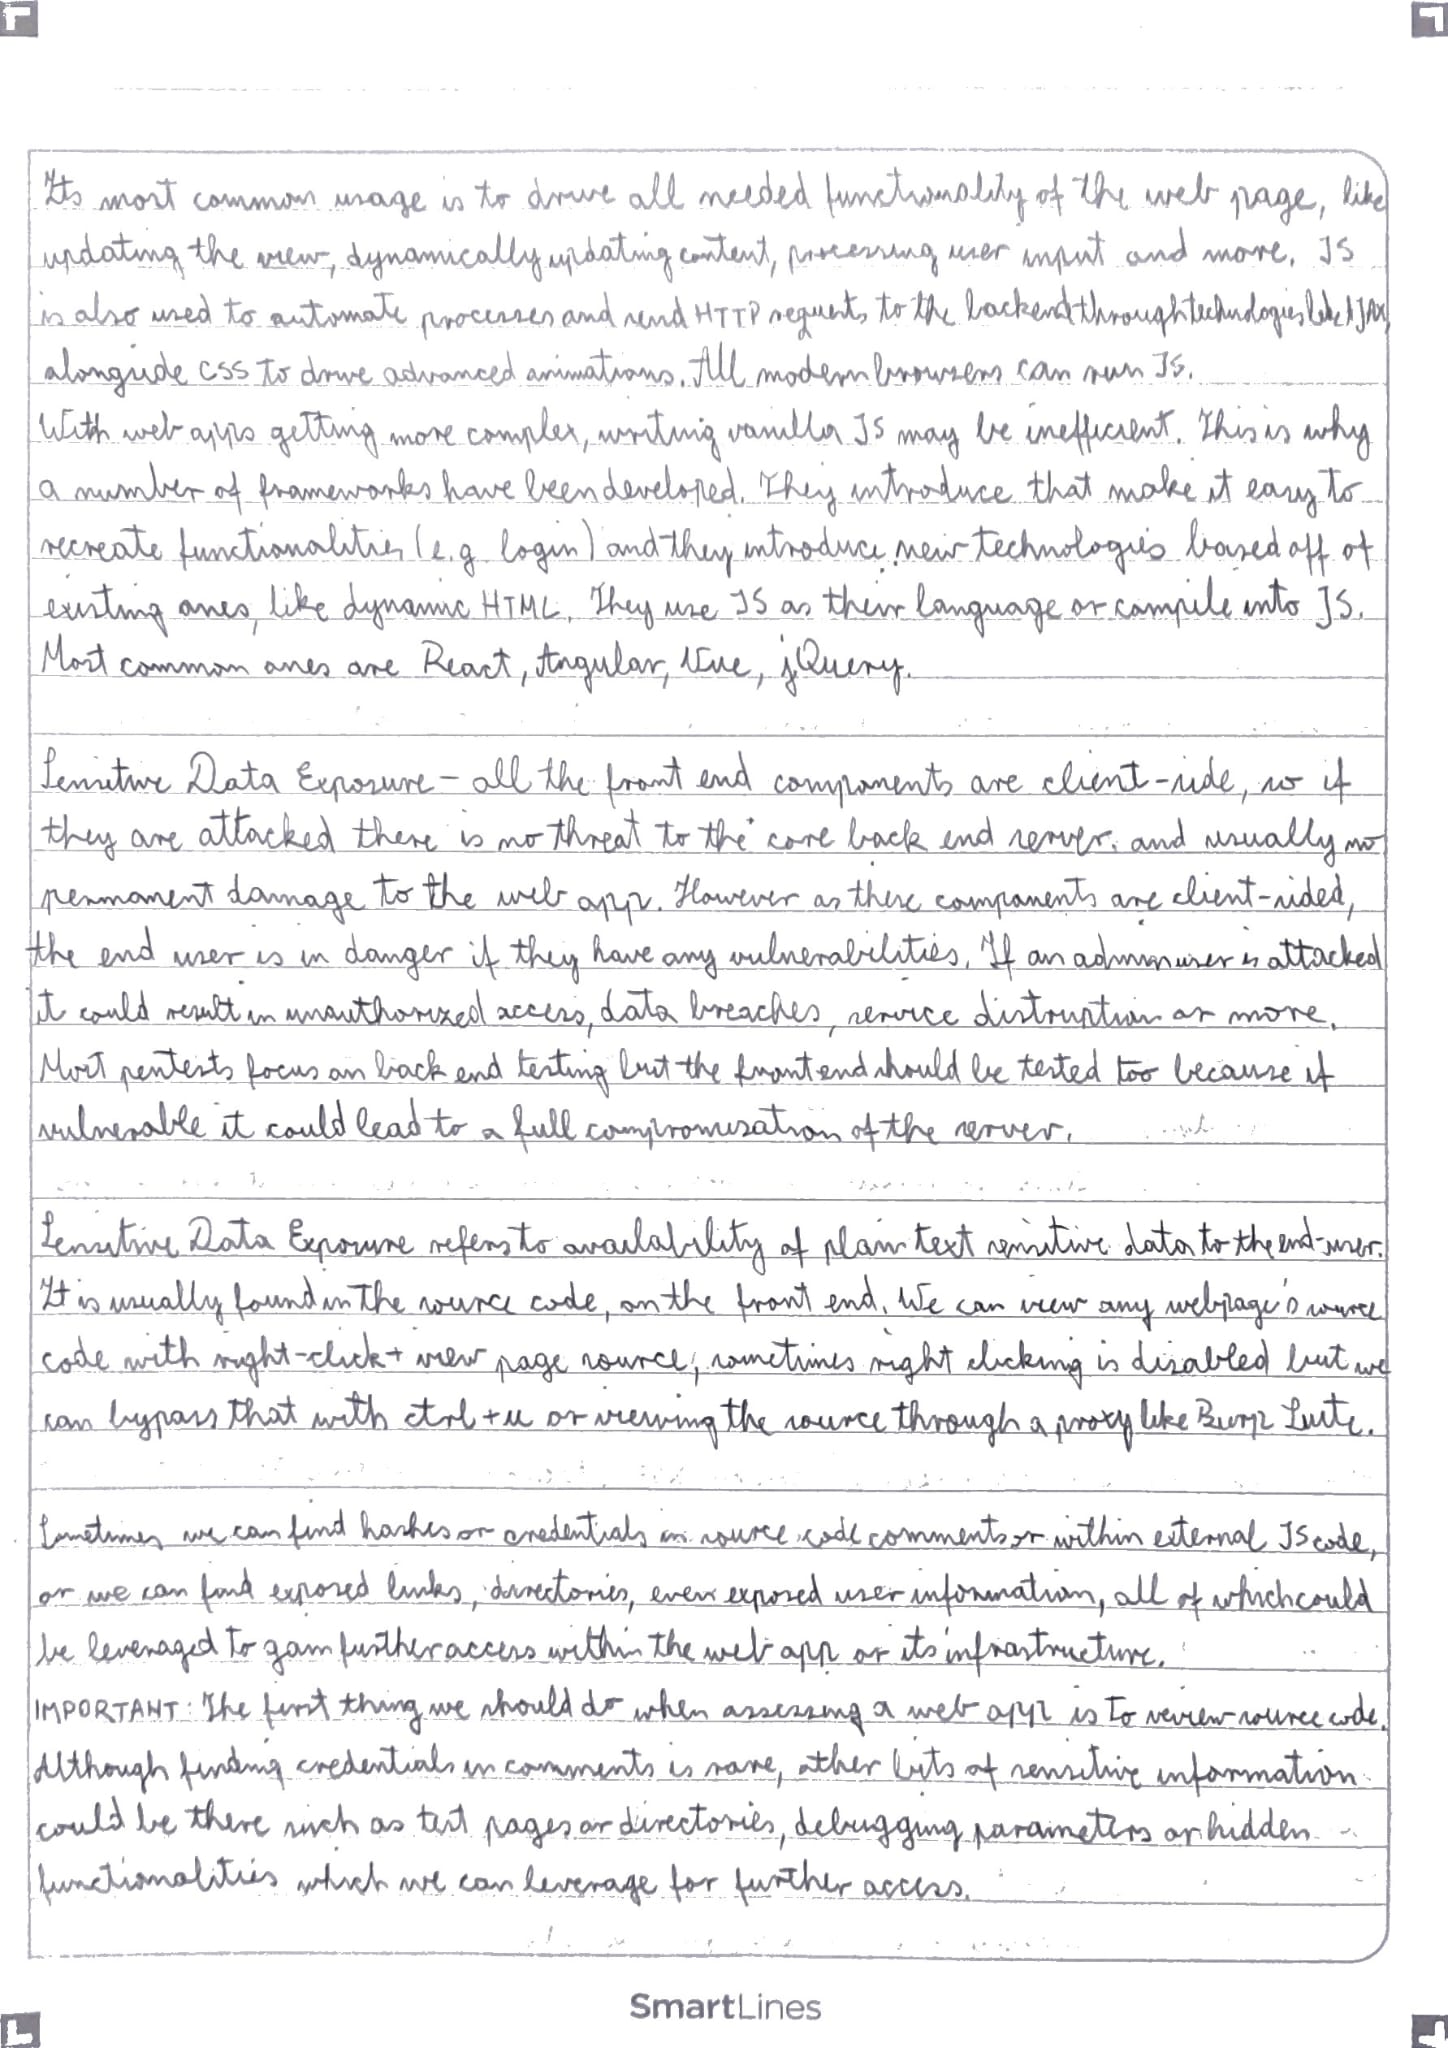 Its most common usage is to drive all needed functionality of the web page, like
updating the view, dynamically updating content, processing user input and more. JS
is also used to automate processes and send HTTP requests to the backend through technologies like AJAX,
alongside CSS to drive advanced animations. All modern browsers can run JS.
With web apps getting more complex, writing vanilla JS may be inefficient. This is why
a number of frameworks have been developed. They introduce that make it easy to
recreate functionalities (e.g. login) and they introduce new technologies based off of
existing ones, like dynamic HTML. They use JS as their language or compile into JS.
Most common ones are React, Angular, Vue, jQuery.
Sensitive Data Exposure - all the front end components are client-side, so if
they are attacked there is no threat to the core back end server. and usually no
permanent damage to the web app. However as these components are client-sided,
the end user is in danger if they have any vulnerabilities. If an admin user is attacked
it could result in unauthorized access, data breaches, service distruption or more.
Most pentests focus on back end testing but the front end should be tested too because if
vulnerable it could lead to a full compromisation of the server.
Sensitive Data Exposure refers to availability of plain text sensitive data to the end-user.
It is usually found in the source code, on the front end. We can view any webpage's source
code with right-click + view page source, sometimes right clicking is disabled but we
can bypass that with ctrl + u or viewing the source through a proxy like Burp Suite.
Sometimes we can find hashes or credentials in source code comments or within external JS code,
or we can find exposed links, directories, even exposed user information, all of which could
be leveraged to gain further access within the web app or its infrastructure.
IMPORTANT: The first thing we should do when assessing a web app is to review source code.
Although finding credentials in comments is rare, other bits of sensitive information
could be there such as test pages or directories, debugging parameters or hidden
functionalities which we can leverage for further access.
SmartLines